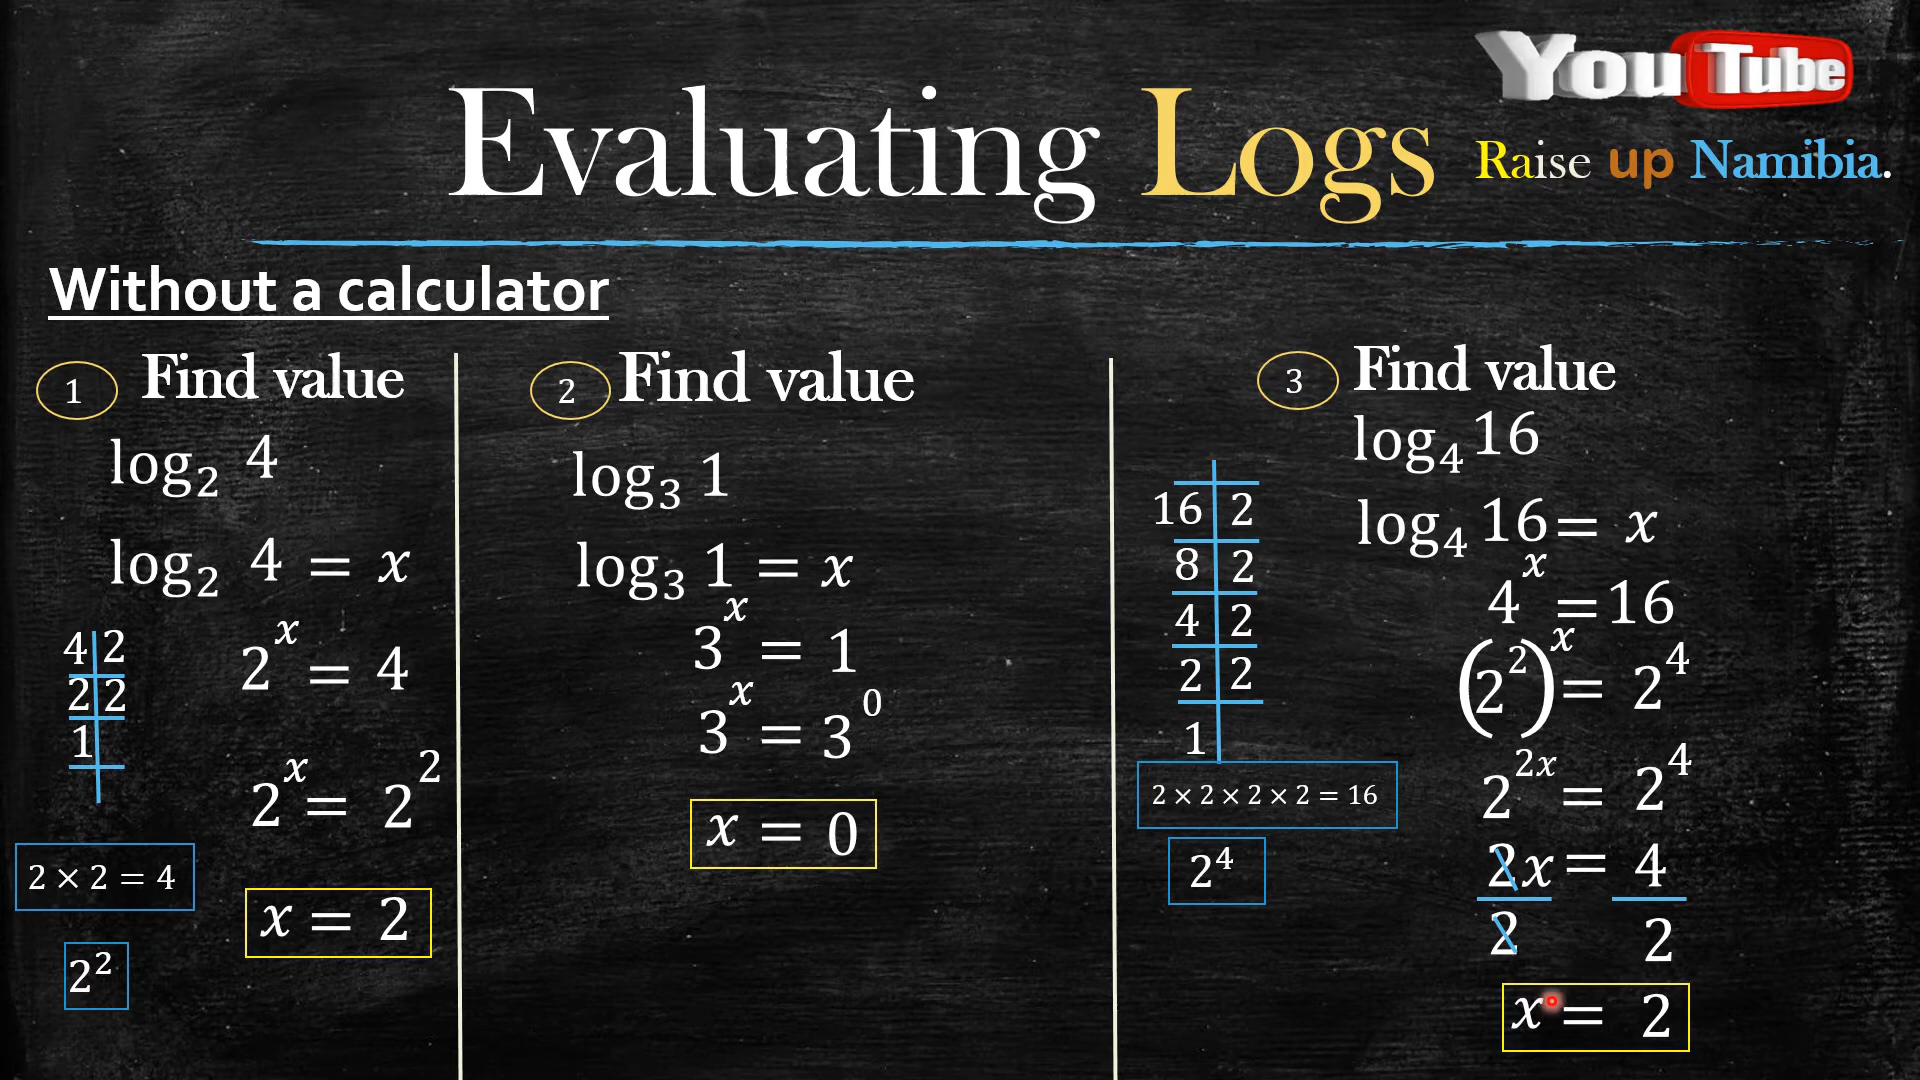 YouTube
Evaluating Logs
Raise up Namibia.
Without a calculator
1 Find value
log₂ 4
log₂ 4 = x
4 2
2 2
1
2ˣ = 4
2ˣ = 2²
2 × 2 = 4
2²
x = 2
2 Find value
log₃ 1
log₃ 1 = x
3ˣ = 1
3ˣ = 3⁰
x = 0
3 Find value
log₄ 16
log₄ 16 = x
16 2
8 2
4 2
2 2
1
2 × 2 × 2 × 2 = 16
2⁴
4ˣ = 16
(2²)ˣ = 2⁴
2²ˣ = 2⁴
2x = 4
2 2
x = 2